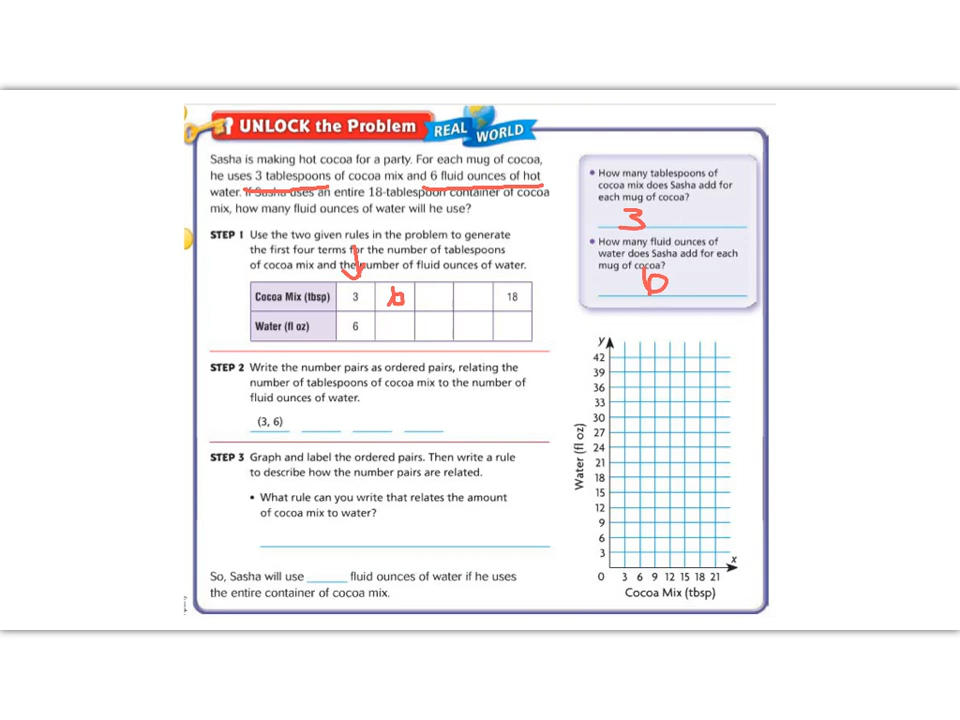 UNLOCK the Problem REAL WORLD
Sasha is making hot cocoa for a party. For each mug of cocoa,
he uses 3 tablespoons of cocoa mix and 6 fluid ounces of hot
water. If Sasha uses an entire 18-tablespoon container of cocoa
mix, how many fluid ounces of water will he use?
• How many tablespoons of
cocoa mix does Sasha add for
each mug of cocoa?
3
• How many fluid ounces of
water does Sasha add for each
mug of cocoa?
6
STEP 1 Use the two given rules in the problem to generate
the first four terms for the number of tablespoons
of cocoa mix and the number of fluid ounces of water.
Cocoa Mix (tbsp) 3 6 18
Water (fl oz) 6
STEP 2 Write the number pairs as ordered pairs, relating the
number of tablespoons of cocoa mix to the number of
fluid ounces of water.
(3, 6)
STEP 3 Graph and label the ordered pairs. Then write a rule
to describe how the number pairs are related.
• What rule can you write that relates the amount
of cocoa mix to water?
So, Sasha will use fluid ounces of water if he uses
the entire container of cocoa mix.
y
42
39
36
33
30
27
24
21
18
15
12
9
6
3
Water (fl oz)
x
0 3 6 9 12 15 18 21
Cocoa Mix (tbsp)